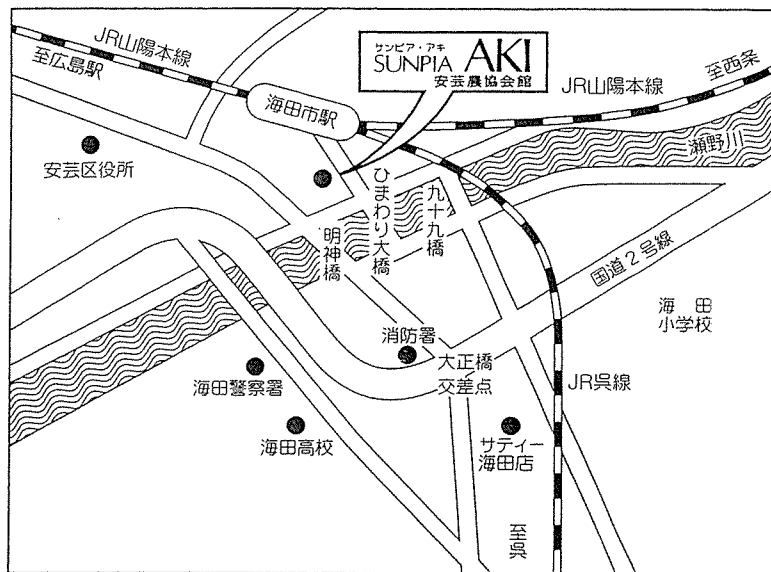 JR山陽本線
至広島駅
サンピア・アキ
SUNPIA AKI
安芸農協会館
JR山陽本線
至西条
海田市駅
瀬野川
安芸区役所
ひまわり大橋
九十九橋
明神橋
国道2号線
海田
小学校
消防署
大正橋
交差点
海田警察署
JR呉線
海田高校
サティー
海田店
至呉